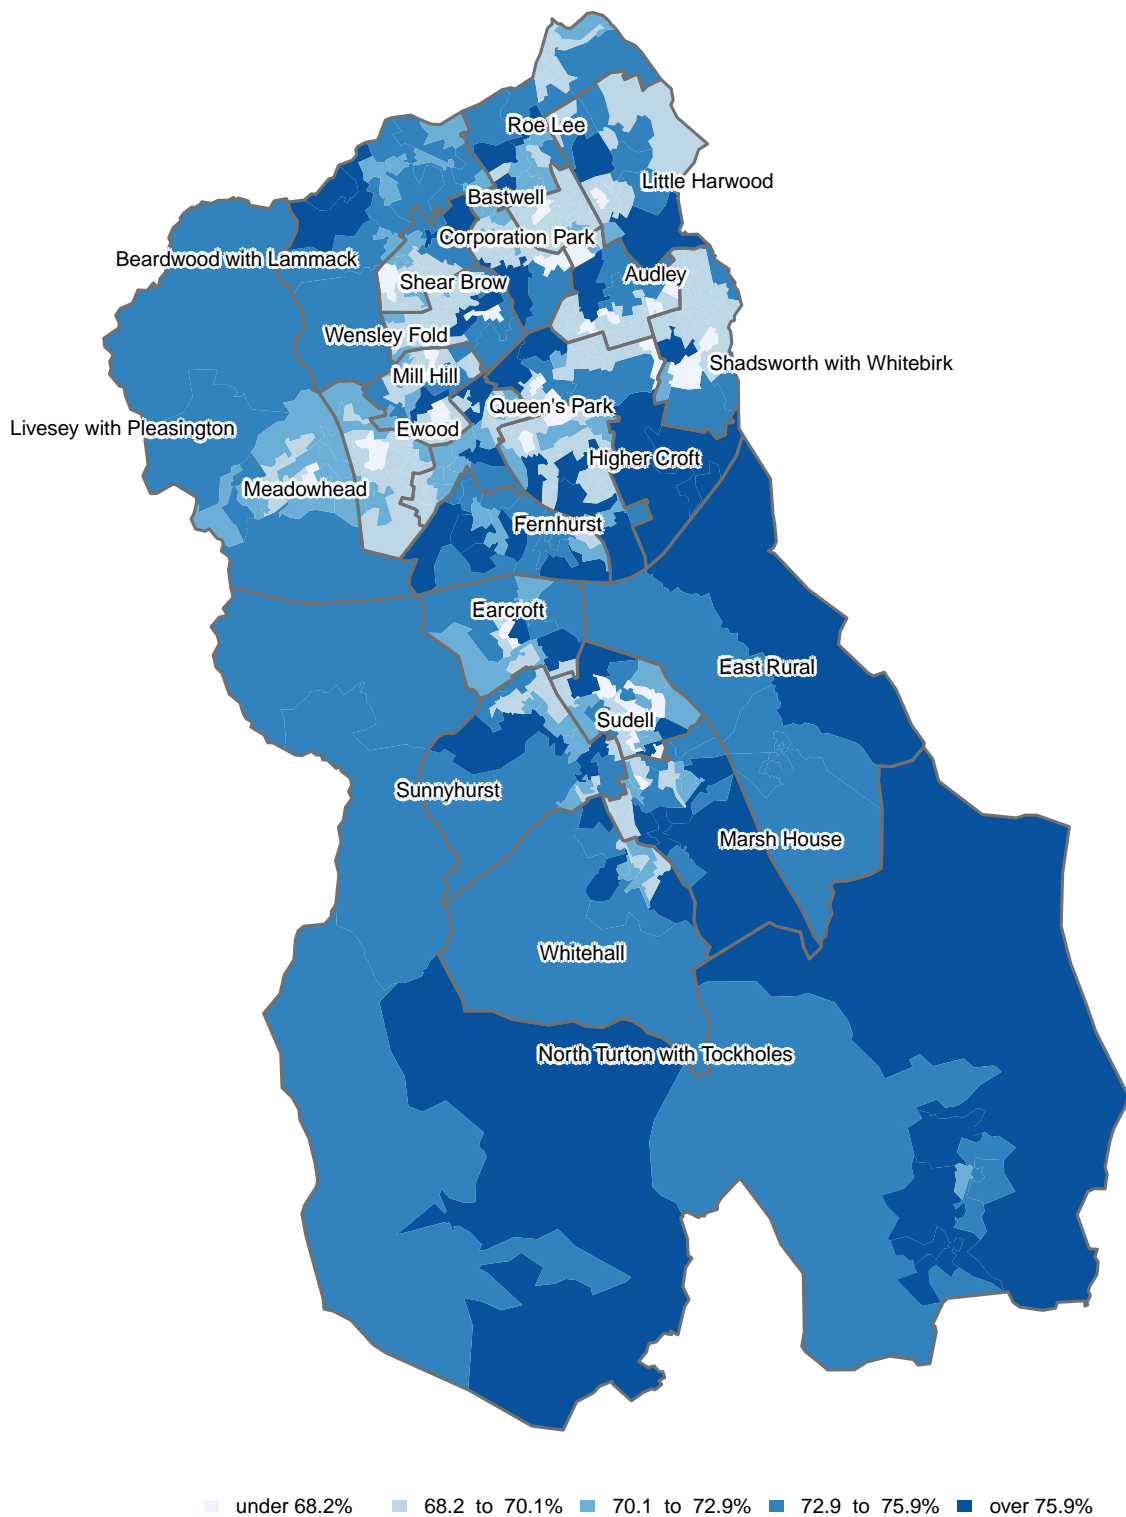 Roe Lee
Little Harwood
Bastwell
Corporation Park
Beardwood with Lammack
Audley
Shear Brow
Wensley Fold
Shadsworth with Whitebirk
Mill Hill
Queen's Park
Livesey with Pleasington
Ewood
Higher Croft
Meadowhead
Fernhurst
Earcroft
East Rural
Sudell
Sunnyhurst
Marsh House
Whitehall
North Turton with Tockholes
under 68.2% 68.2 to 70.1% 70.1 to 72.9% 72.9 to 75.9% over 75.9%